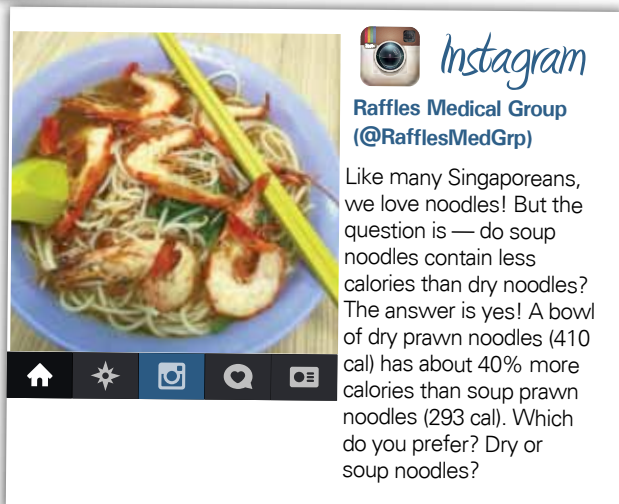 Instagram
Raffles Medical Group
(@RafflesMedGrp)
Like many Singaporeans,
we love noodles! But the
question is — do soup
noodles contain less
calories than dry noodles?
The answer is yes! A bowl
of dry prawn noodles (410
cal) has about 40% more
calories than soup prawn
noodles (293 cal). Which
do you prefer? Dry or
soup noodles?